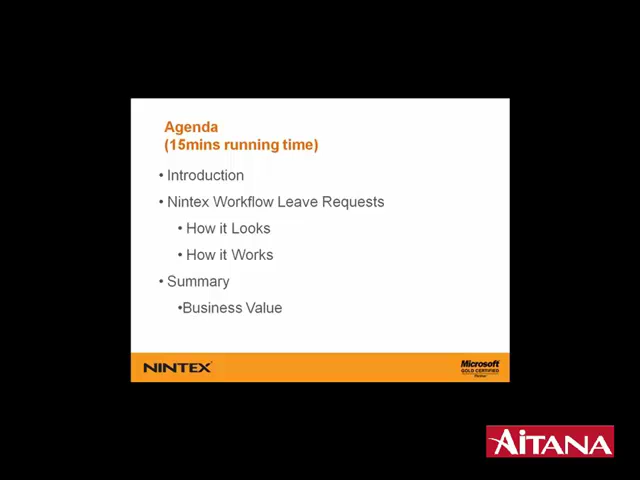 Agenda
(15mins running time)
• Introduction
• Nintex Workflow Leave Requests
• How it Looks
• How it Works
• Summary
•Business Value
NINTEX
Microsoft
GOLD CERTIFIED
Partner
AiTANA